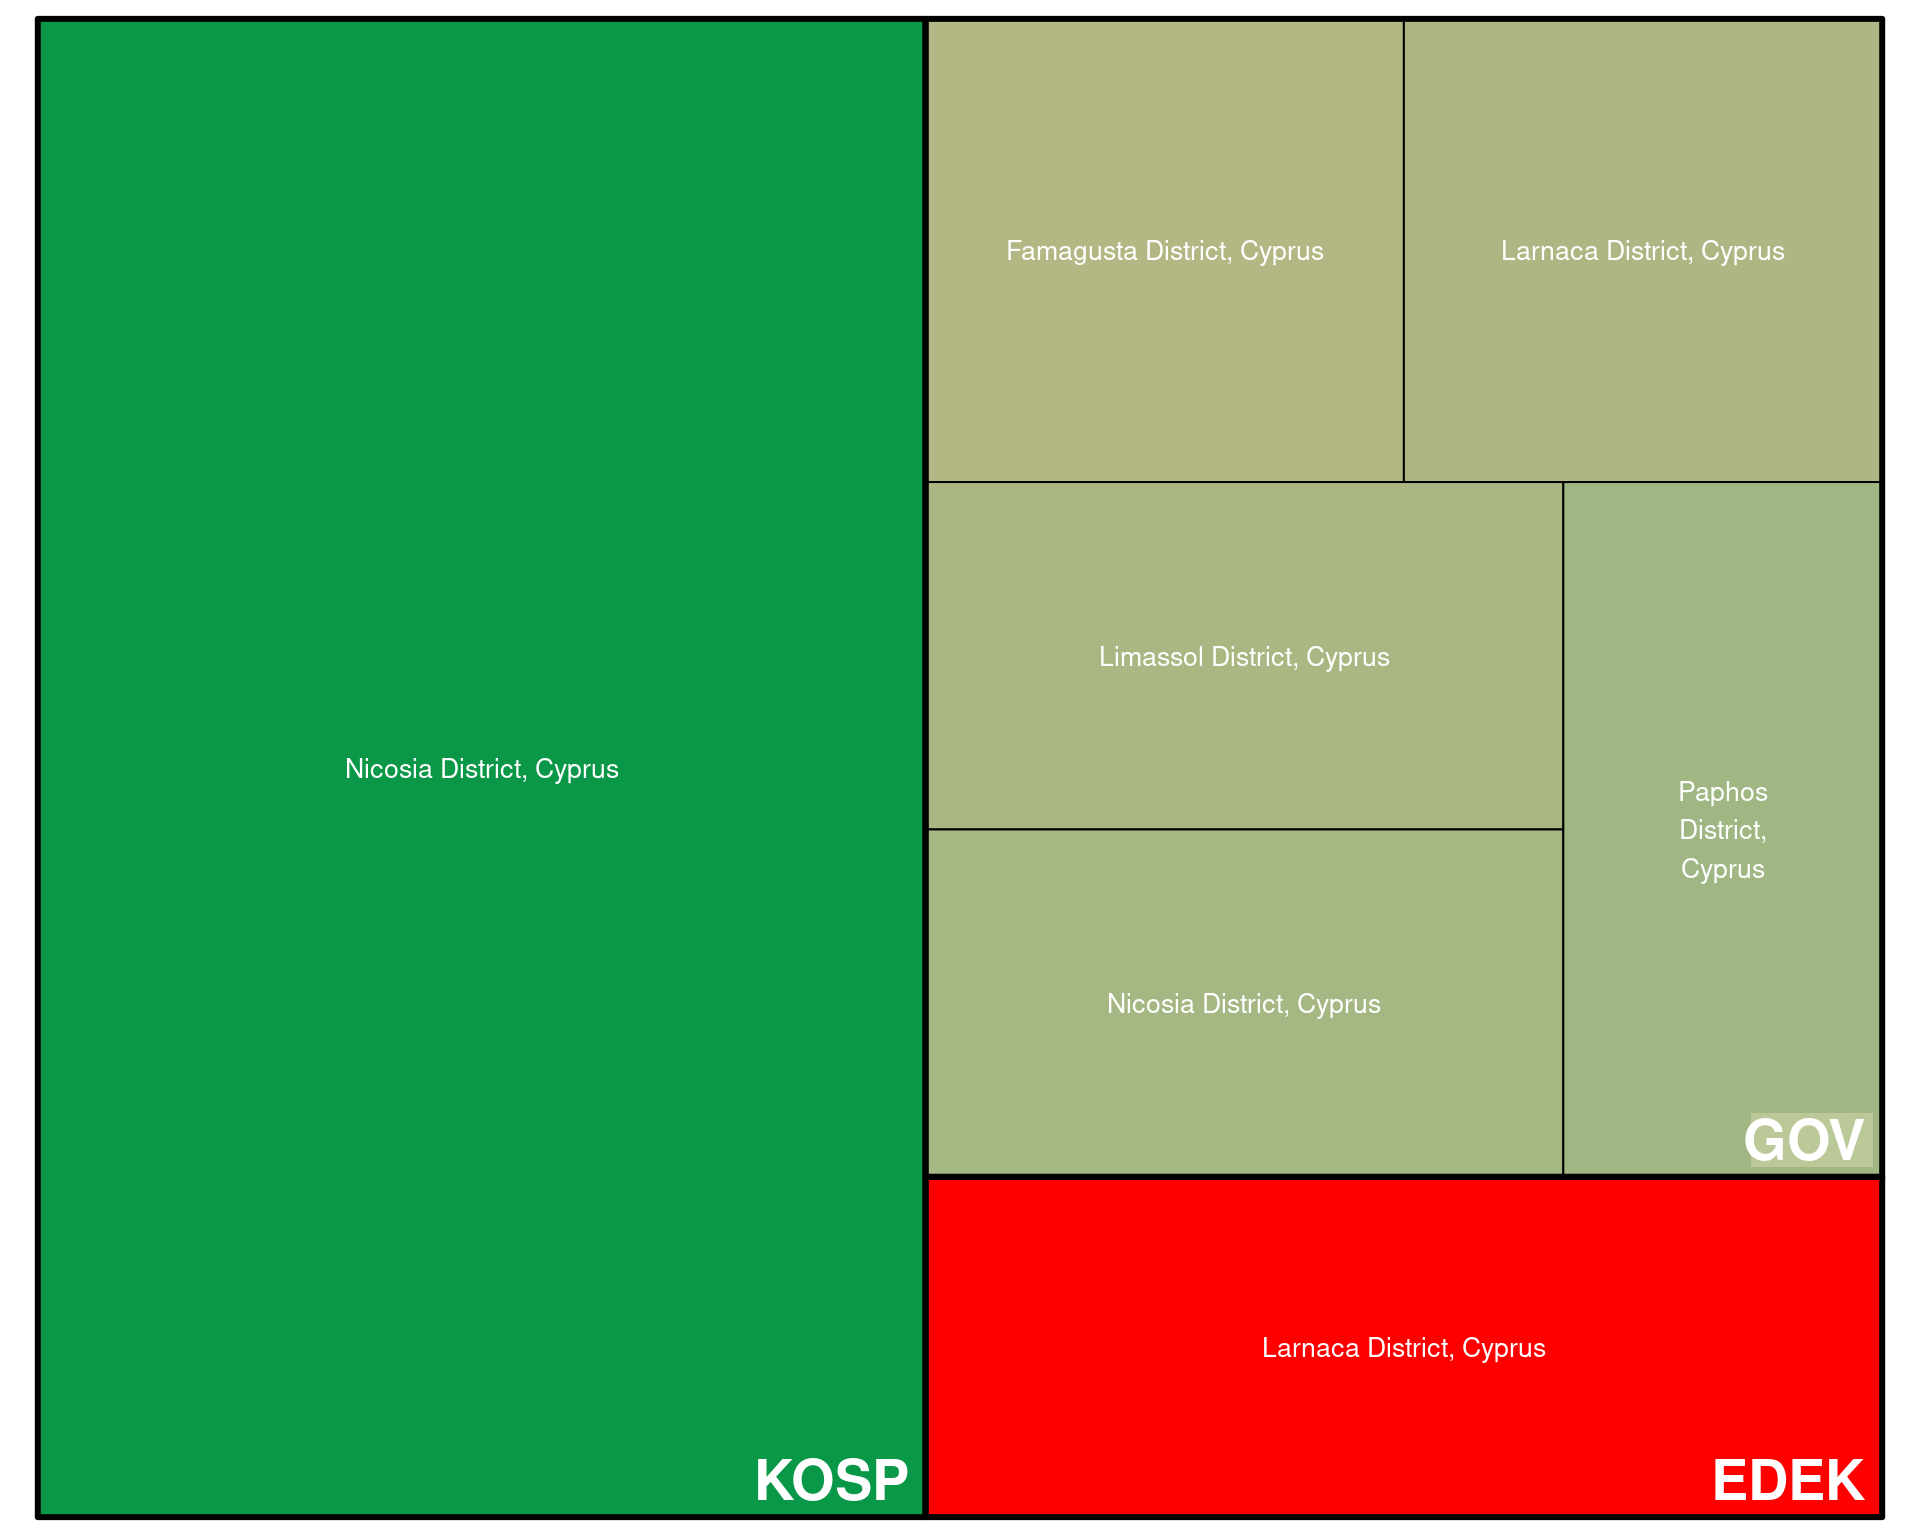 Nicosia District, Cyprus
KOSP
Famagusta District, Cyprus
Larnaca District, Cyprus
Limassol District, Cyprus
Nicosia District, Cyprus
Paphos
District,
Cyprus
GOV
Larnaca District, Cyprus
EDEK